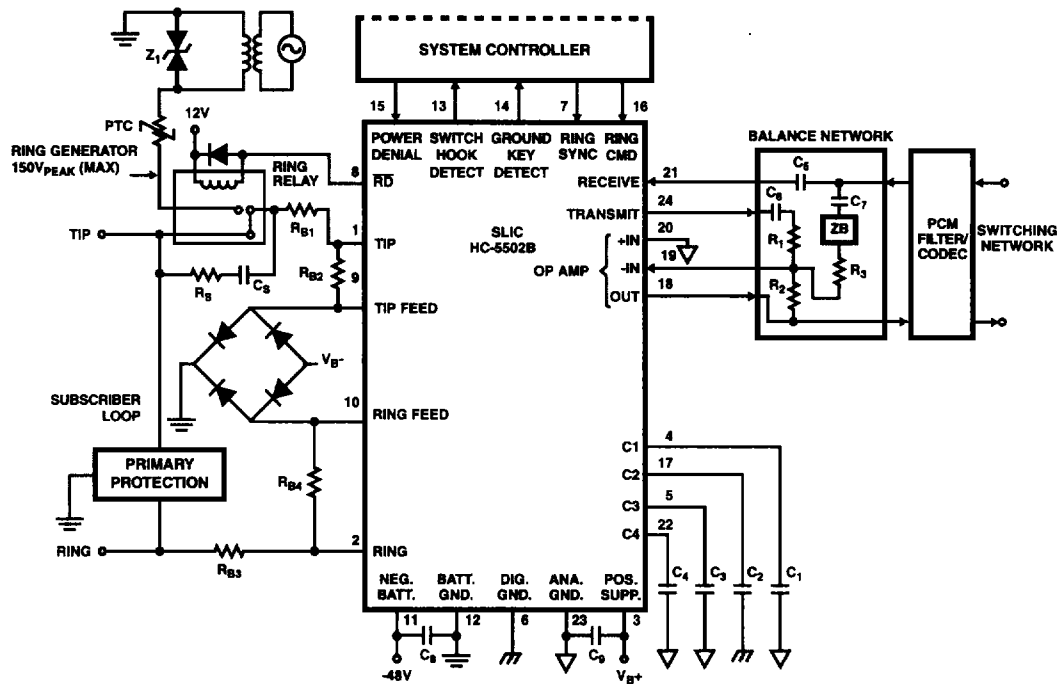 SYSTEM CONTROLLER
Z1
PTC
12V
RING GENERATOR
150VPEAK (MAX)
RING
RELAY
15
13
14
7
16
POWER
DENIAL
SWITCH
HOOK
DETECT
GROUND
KEY
DETECT
RING
SYNC
RING
CMD
BALANCE NETWORK
8
RD
RECEIVE
21
C5
TRANSMIT
24
C6
C7
ZB
R1
R2
R3
PCM
FILTER/
CODEC
SWITCHING
NETWORK
TIP
RB1
1
TIP
SLIC
HC-5502B
+IN
20
OP AMP
-IN
19
OUT
18
RS
CS
RB2
9
TIP FEED
VB-
10
RING FEED
SUBSCRIBER
LOOP
PRIMARY
PROTECTION
RB4
C1
4
C2
17
C3
5
C4
22
RING
RB3
2
RING
C4
C3
C2
C1
NEG.
BATT.
BATT.
GND.
DIG.
GND.
ANA.
GND.
POS.
SUPP.
11
12
6
23
3
C8
C9
-48V
VB+